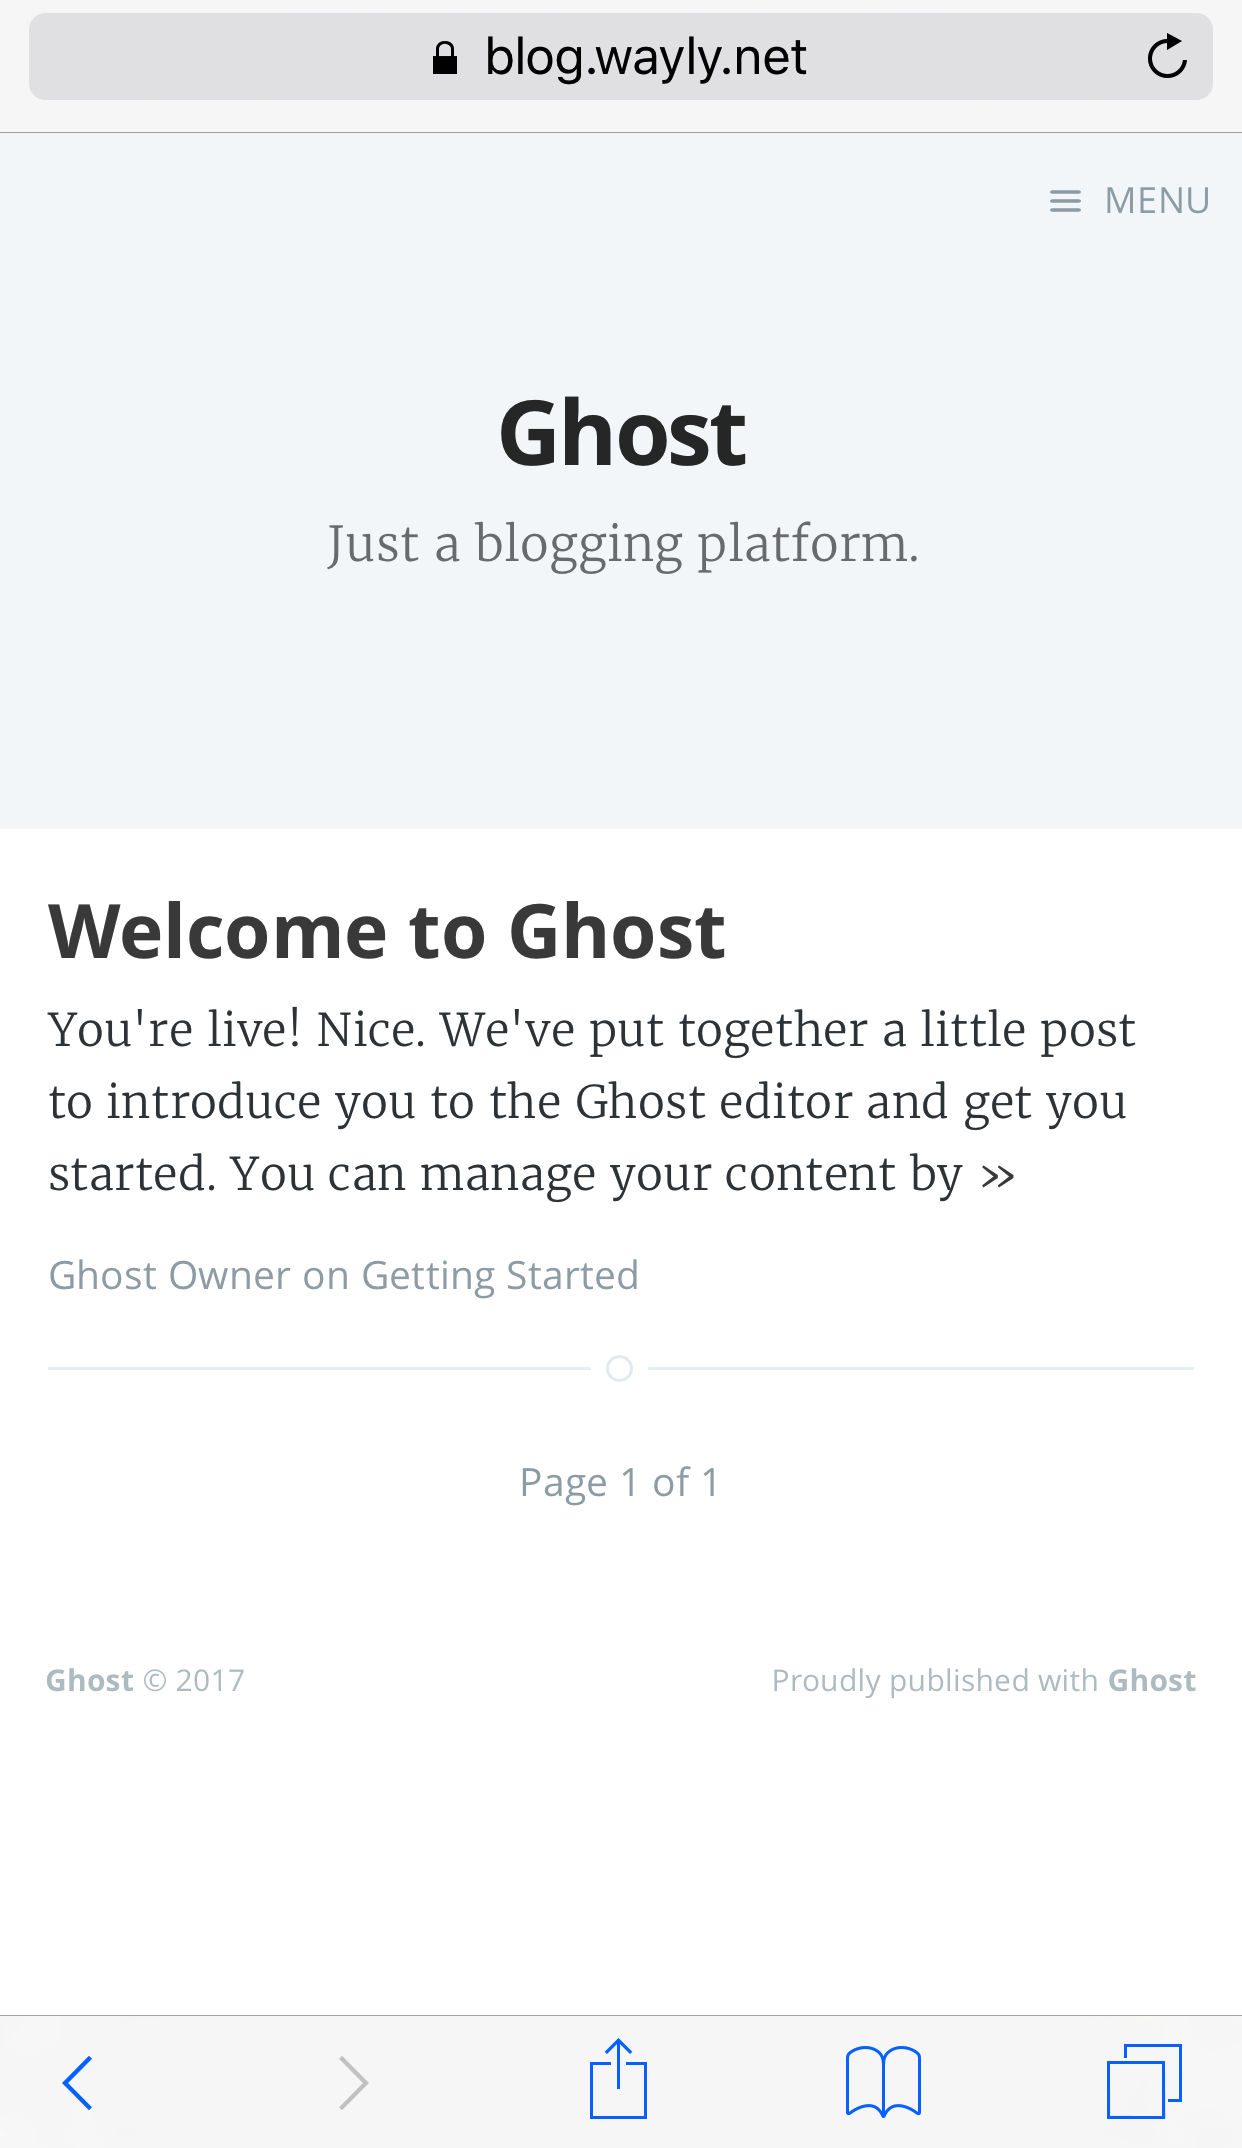 blog.wayly.net
MENU
Ghost
Just a blogging platform.
Welcome to Ghost
You're live! Nice. We've put together a little post
to introduce you to the Ghost editor and get you
started. You can manage your content by »
Ghost Owner on Getting Started
Page 1 of 1
Ghost © 2017
Proudly published with Ghost